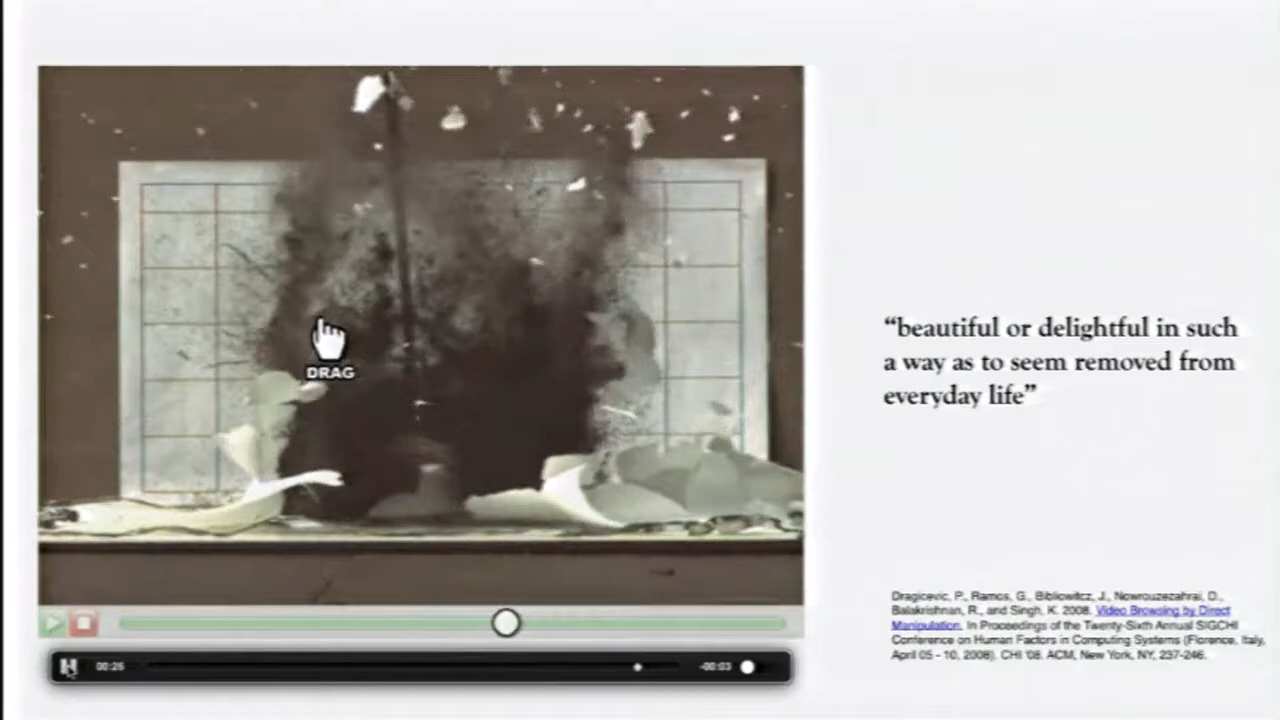 DRAG
“beautiful or delightful in such
a way as to seem removed from
everyday life”
Dragicevic, P., Ramos, G., Bibliowitcz, J., Nowrouzezahrai, D.,
Balakrishnan, R., and Singh, K. 2008. Video Browsing by Direct
Manipulation. In Proceedings of the Twenty-Sixth Annual SIGCHI
Conference on Human Factors in Computing Systems (Florence, Italy,
April 05 - 10, 2008). CHI '08. ACM, New York, NY, 237-246.
00:26
-00:03